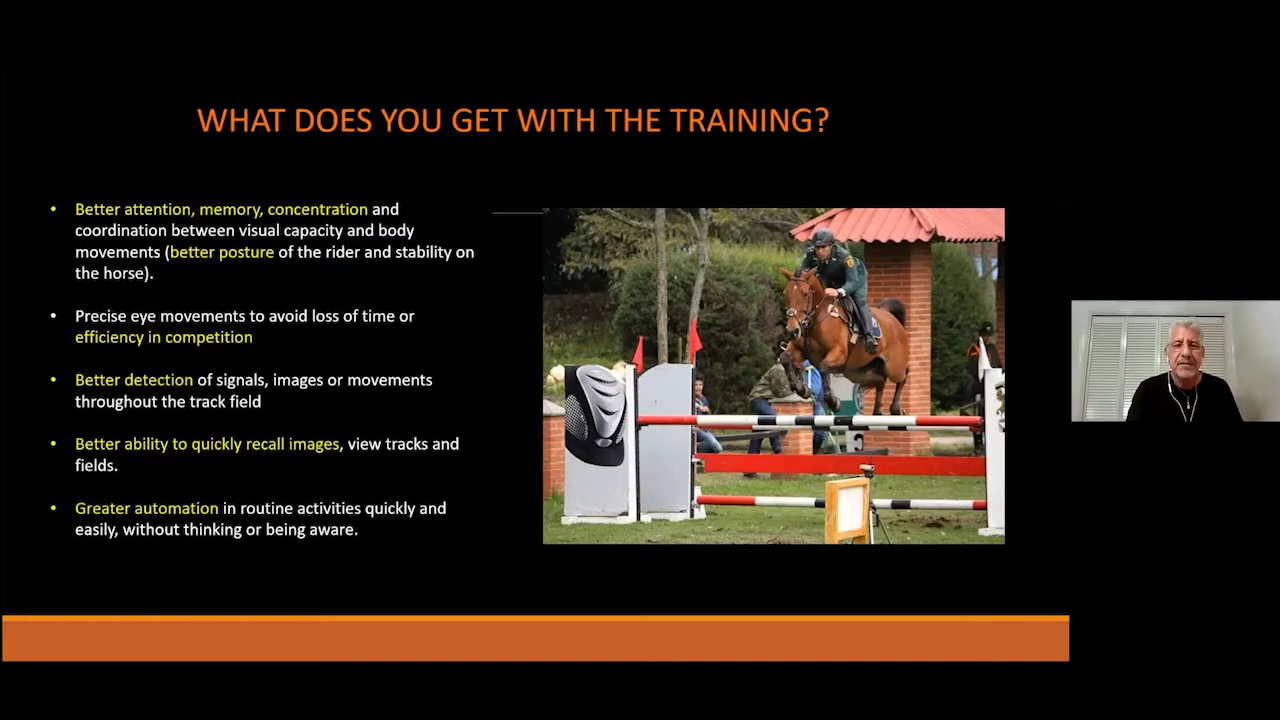 WHAT DOES YOU GET WITH THE TRAINING?
• Better attention, memory, concentration and
coordination between visual capacity and body
movements (better posture of the rider and stability on
the horse).
• Precise eye movements to avoid loss of time or
efficiency in competition
• Better detection of signals, images or movements
throughout the track field
• Better ability to quickly recall images, view tracks and
fields.
• Greater automation in routine activities quickly and
easily, without thinking or being aware.